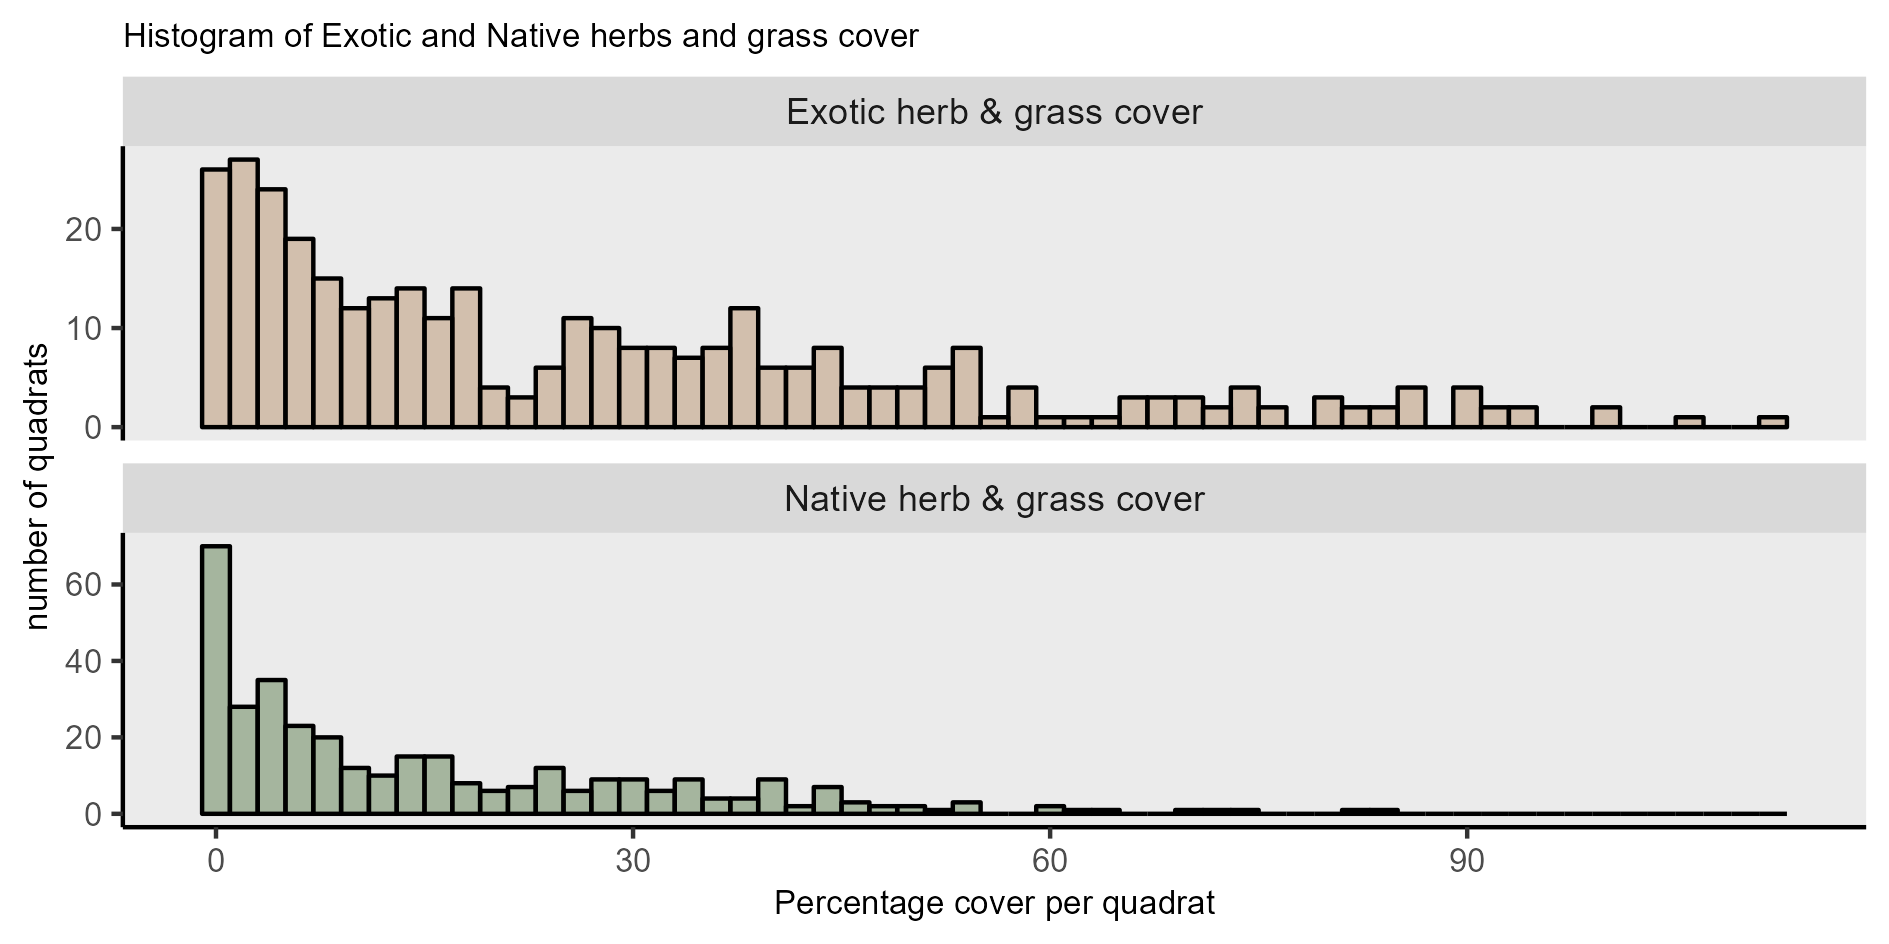 Histogram of Exotic and Native herbs and grass cover
Exotic herb & grass cover
20
10
0
number of quadrats
Native herb & grass cover
60
40
20
0
0 30 60 90
Percentage cover per quadrat